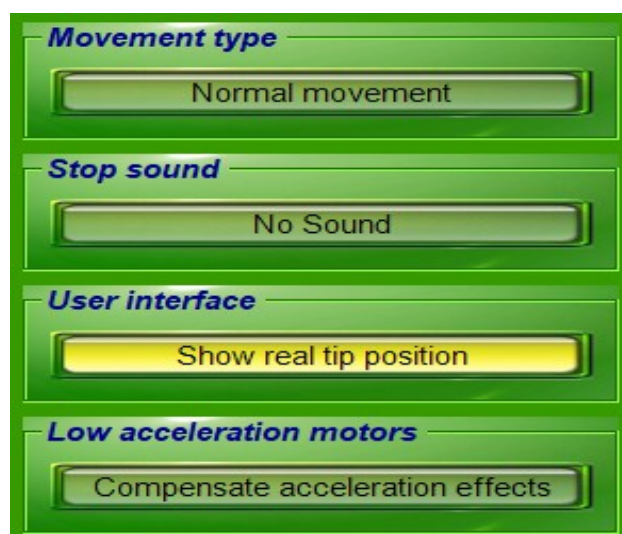 Movement type
Normal movement
Stop sound
No Sound
User interface
Show real tip position
Low acceleration motors
Compensate acceleration effects